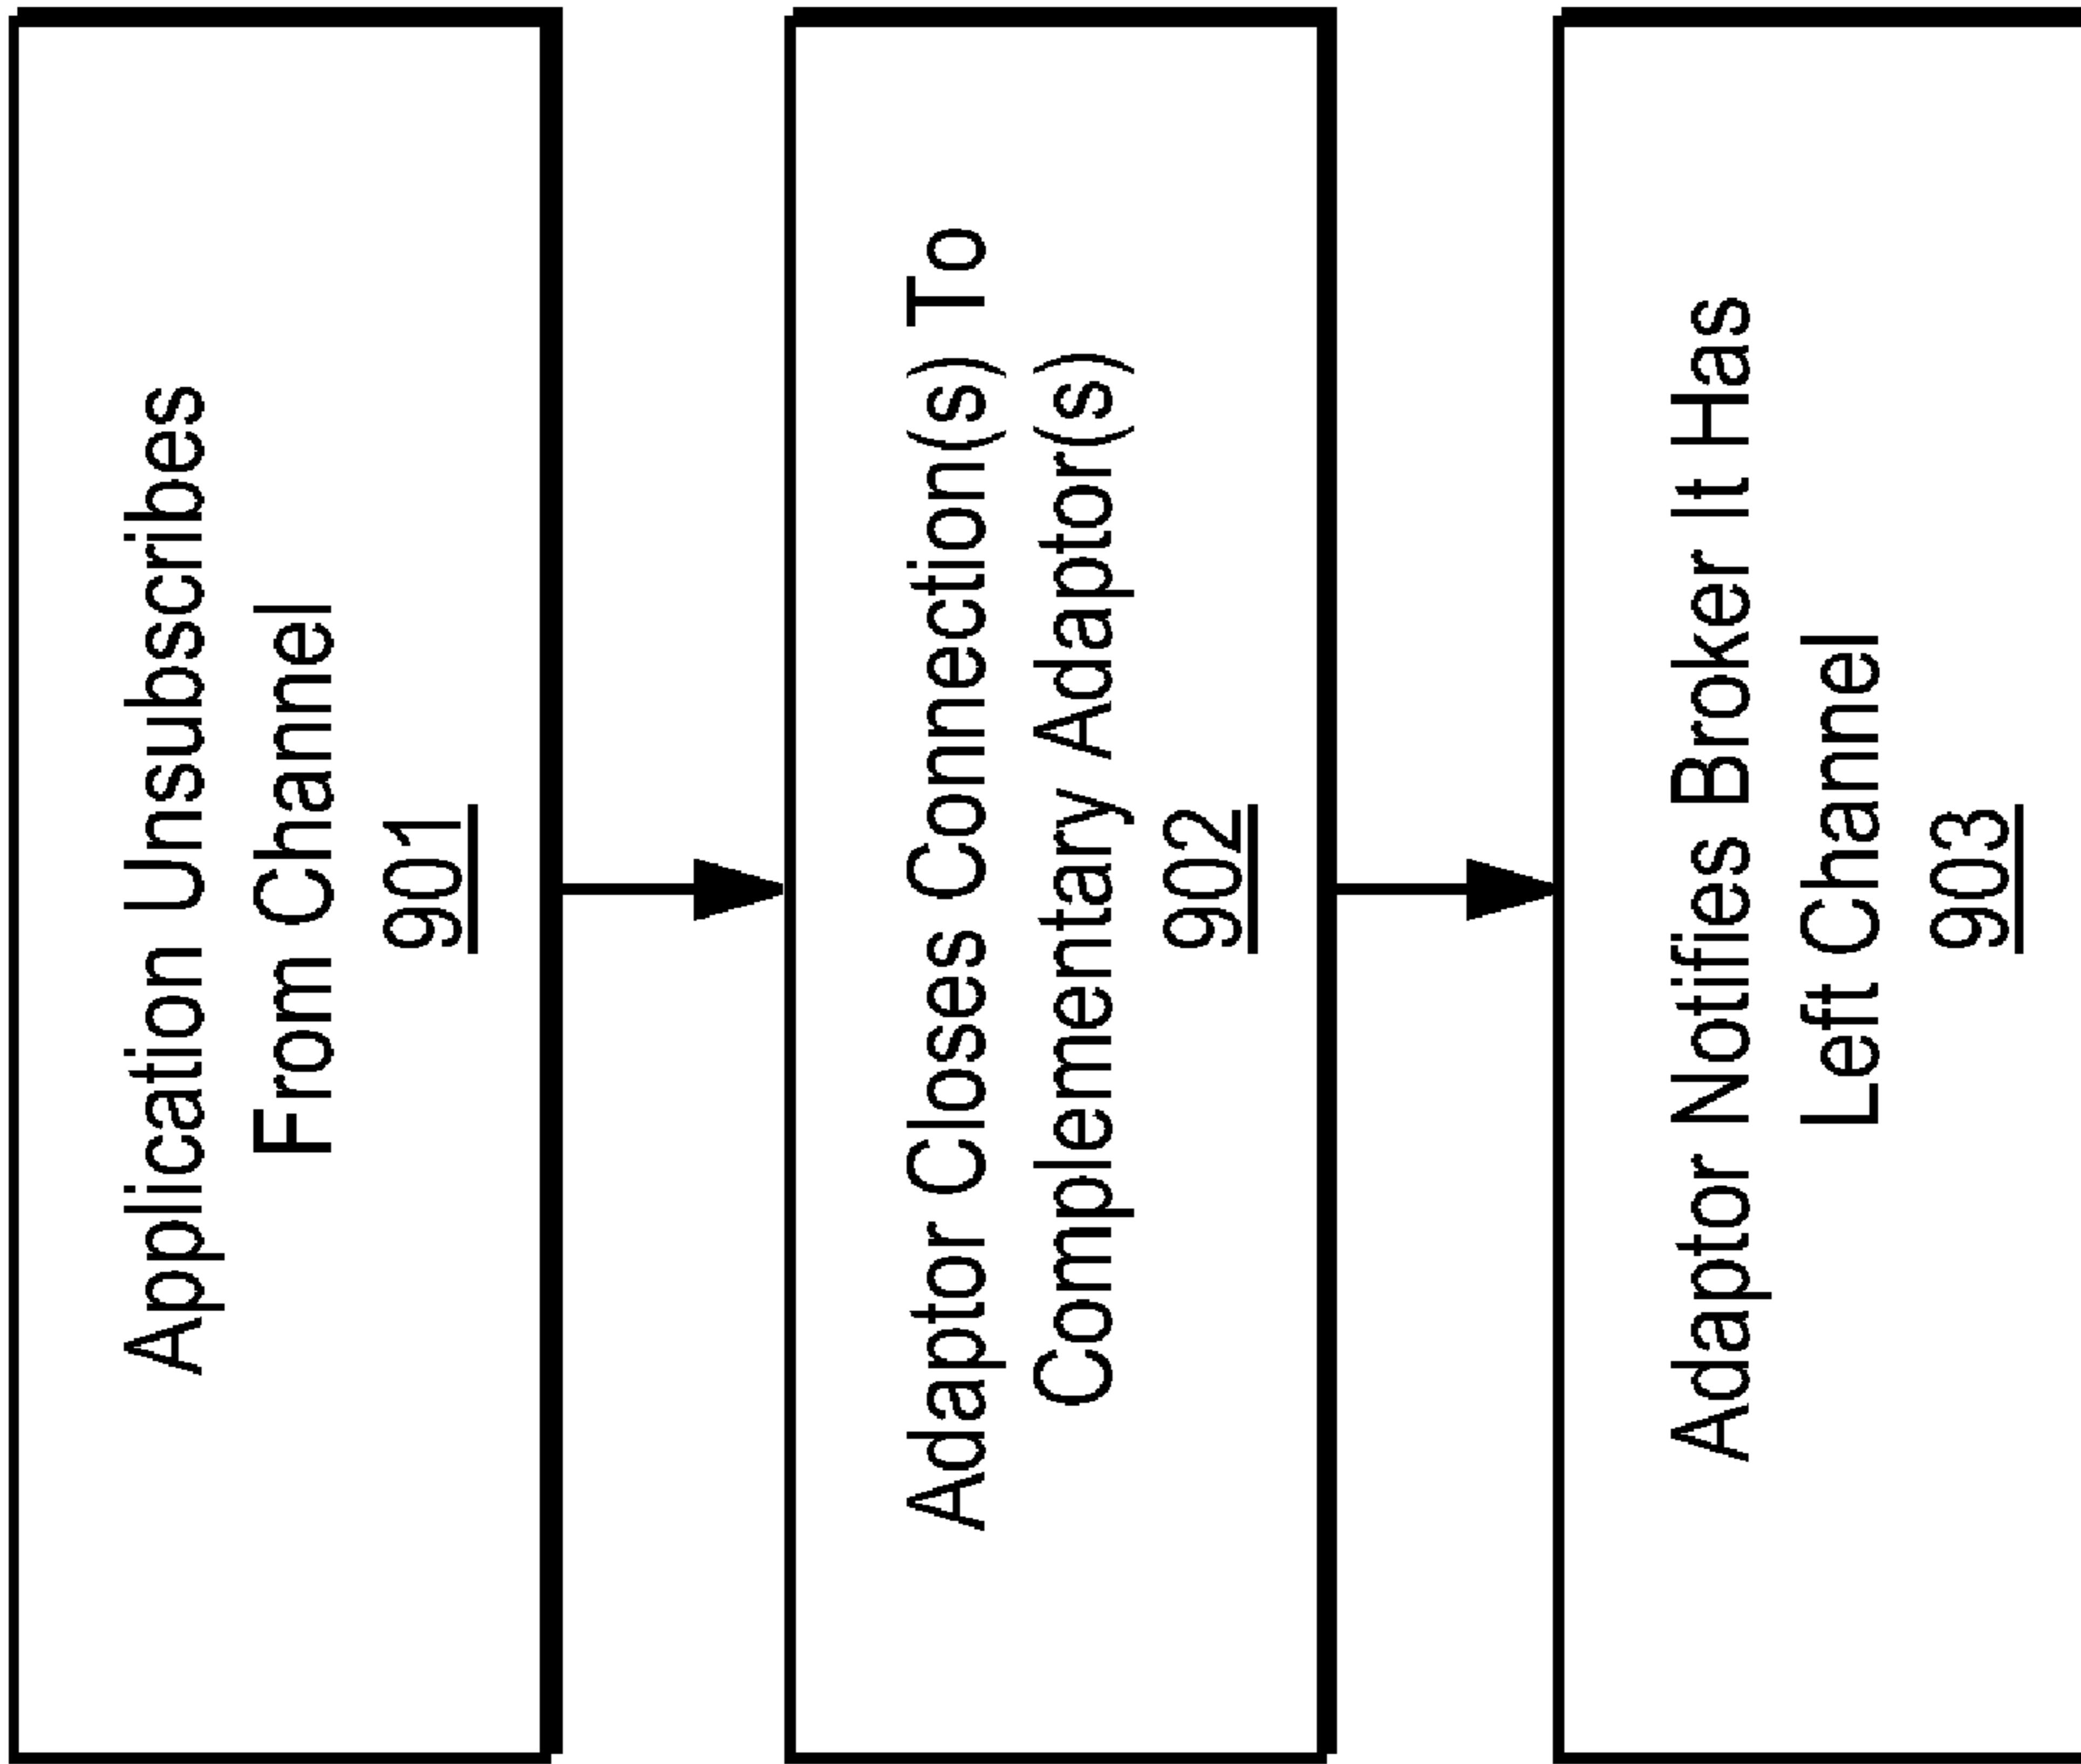 Application Unsubscribes
From Channel
901
Adaptor Closes Connection(s) To
Complementary Adaptor(s)
902
Adaptor Notifies Broker It Has
Left Channel
903